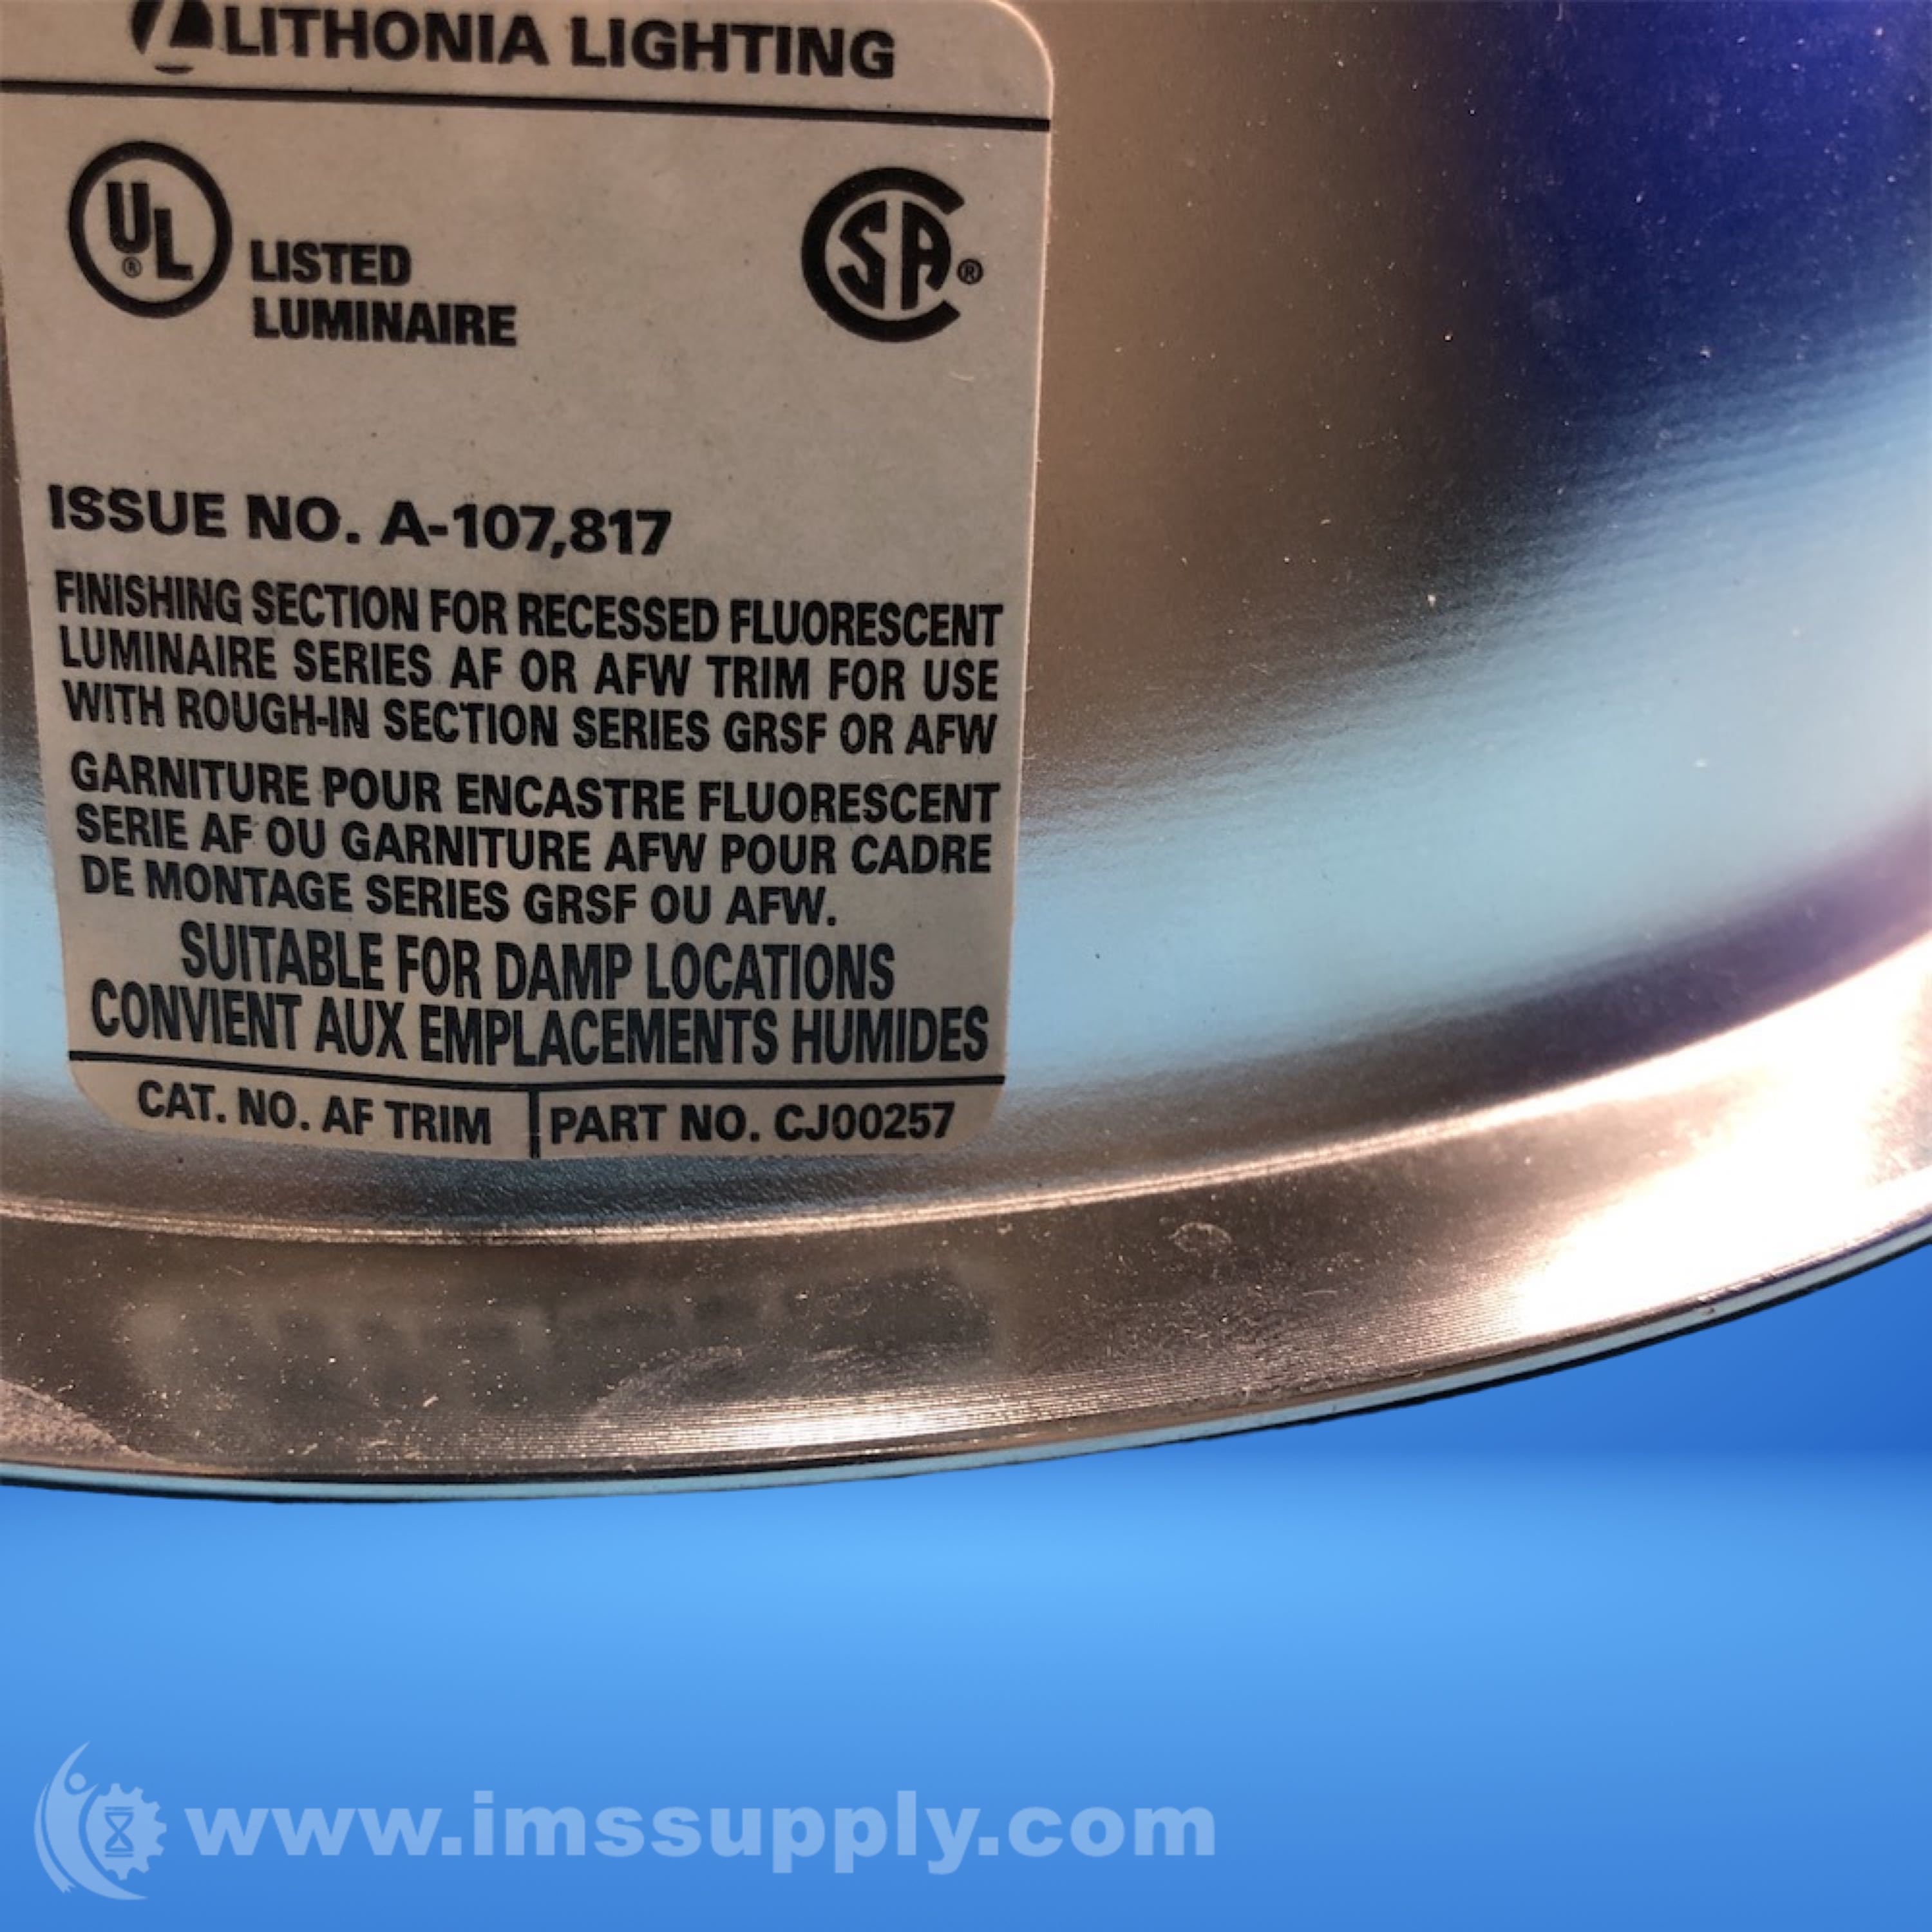 LITHONIA LIGHTING
UL® LISTED
LUMINAIRE
SA®
ISSUE NO. A-107,817
FINISHING SECTION FOR RECESSED FLUORESCENT
LUMINAIRE SERIES AF OR AFW TRIM FOR USE
WITH ROUGH-IN SECTION SERIES GRSF OR AFW
GARNITURE POUR ENCASTRE FLUORESCENT
SERIE AF OU GARNITURE AFW POUR CADRE
DE MONTAGE SERIES GRSF OU AFW.
SUITABLE FOR DAMP LOCATIONS
CONVIENT AUX EMPLACEMENTS HUMIDES
CAT. NO. AF TRIM PART NO. CJ00257
www.imssupply.com